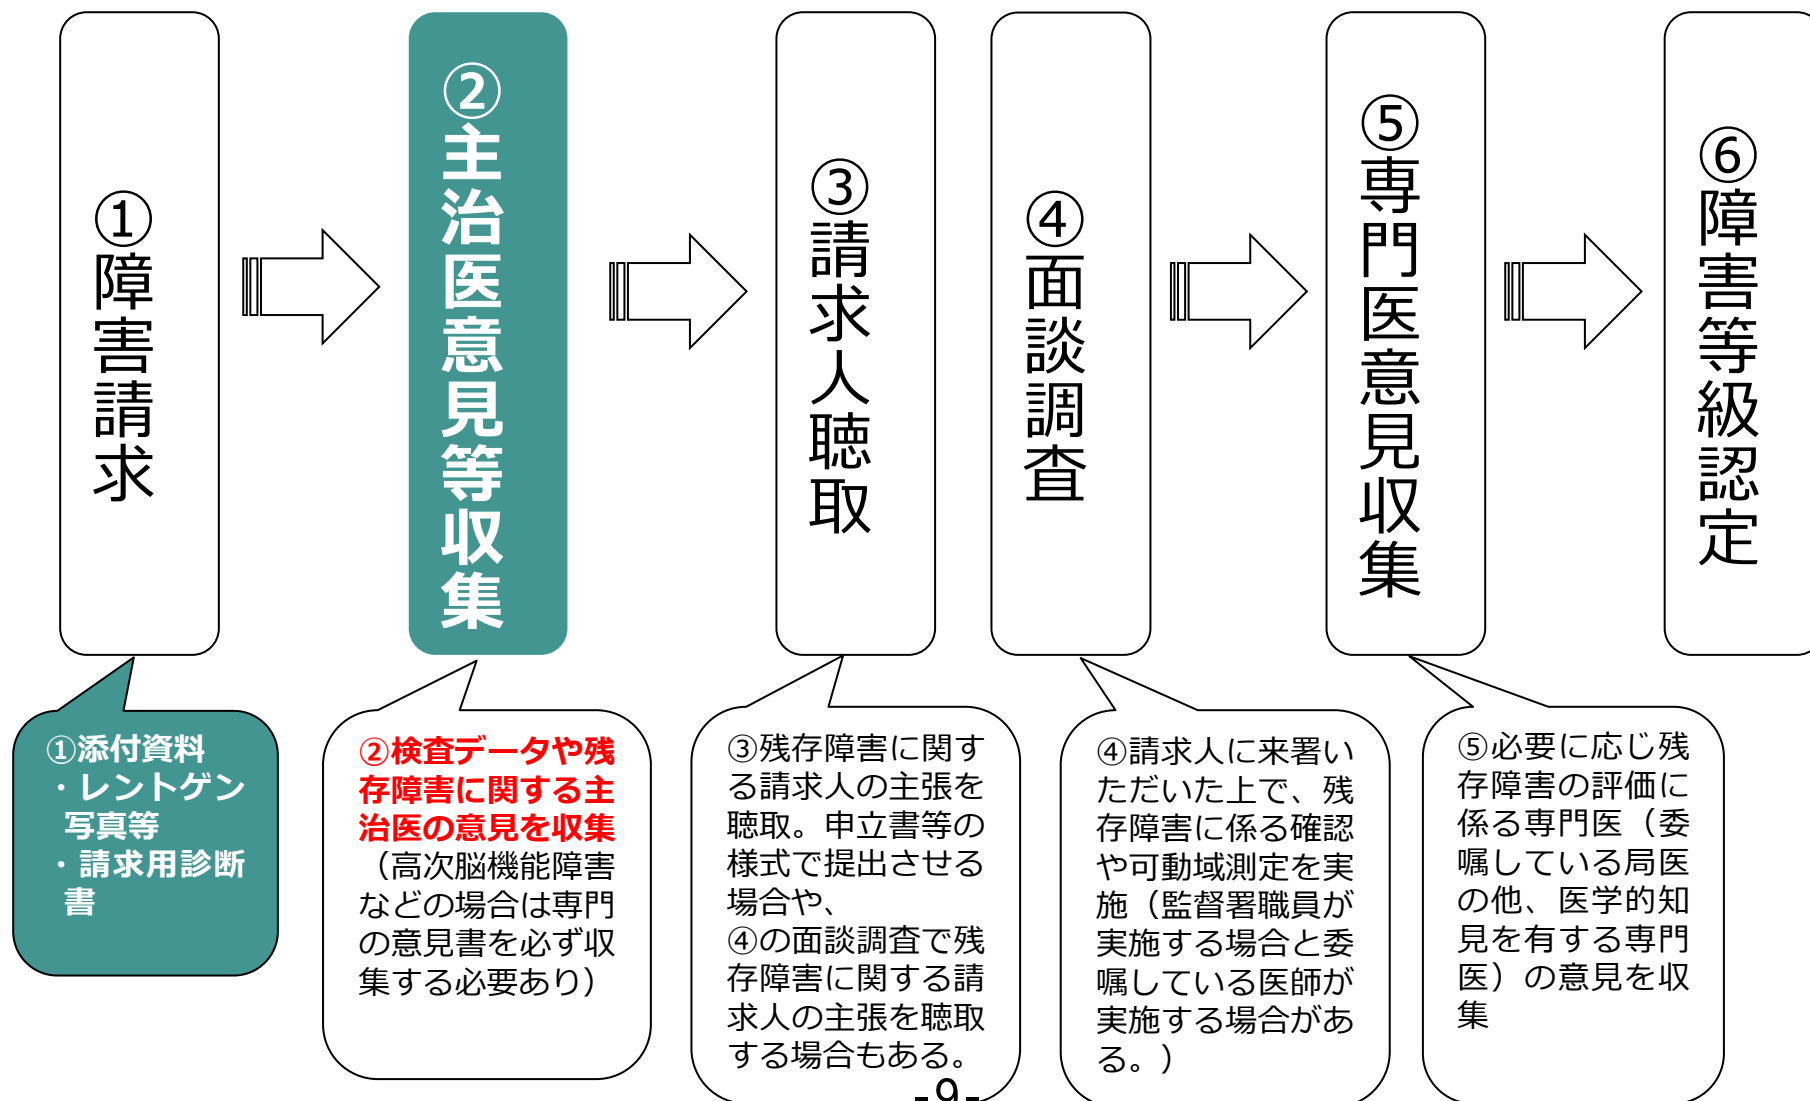 ①障害請求
②主治医意見等収集
③請求人聴取
④面談調査
⑤専門医意見収集
⑥障害等級認定
①添付資料
・レントゲン
写真等
・請求用診断
書
②検査データや残
存障害に関する主
治医の意見を収集
（高次脳機能障害
などの場合は専門
の意見書を必ず収
集する必要あり）
③残存障害に関す
る請求人の主張を
聴取。申立書等の
様式で提出させる
場合や、
④の面談調査で残
存障害に関する請
求人の主張を聴取
する場合もある。
④請求人に来署い
ただいた上で、残
存障害に係る確認
や可動域測定を実
施（監督署職員が
実施する場合と委
嘱している医師が
実施する場合があ
る。）
⑤必要に応じ残
存障害の評価に
係る専門医（委
嘱している局医
の他、医学的知
見を有する専門
医）の意見を収
集
-9-